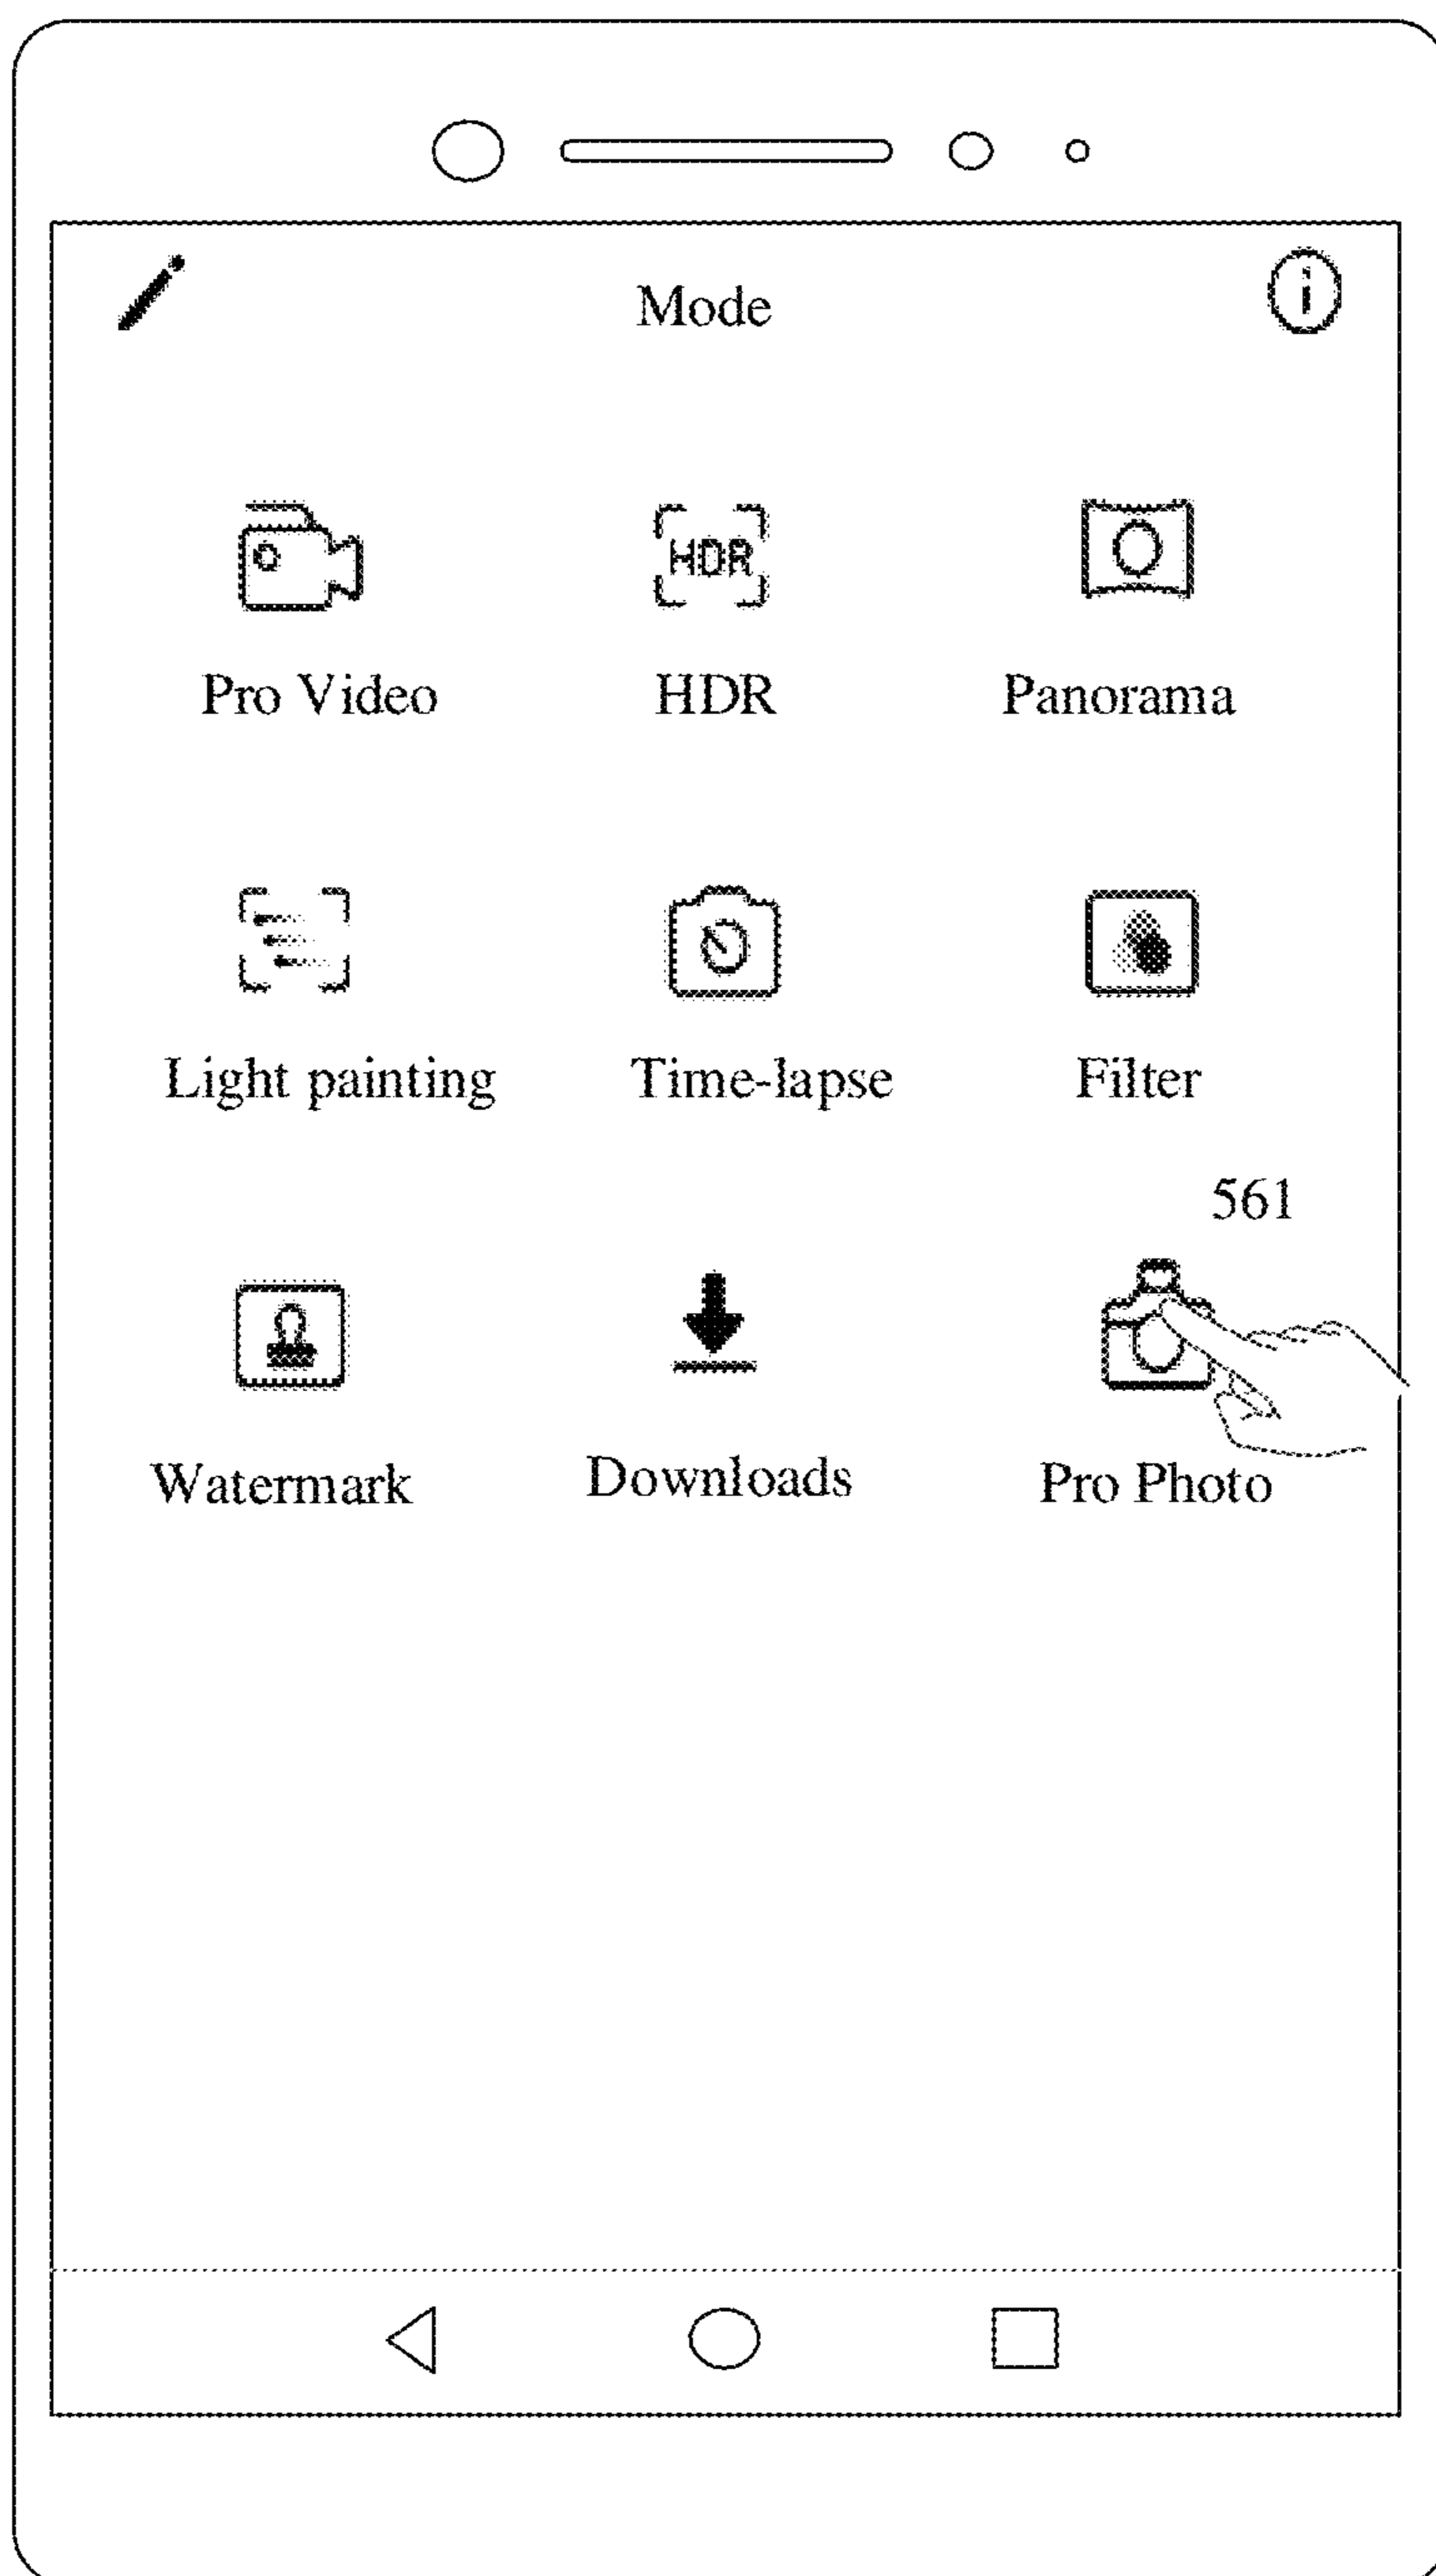 Mode
HDR
Pro Video HDR Panorama
Light painting Time-lapse Filter
561
Watermark Downloads Pro Photo